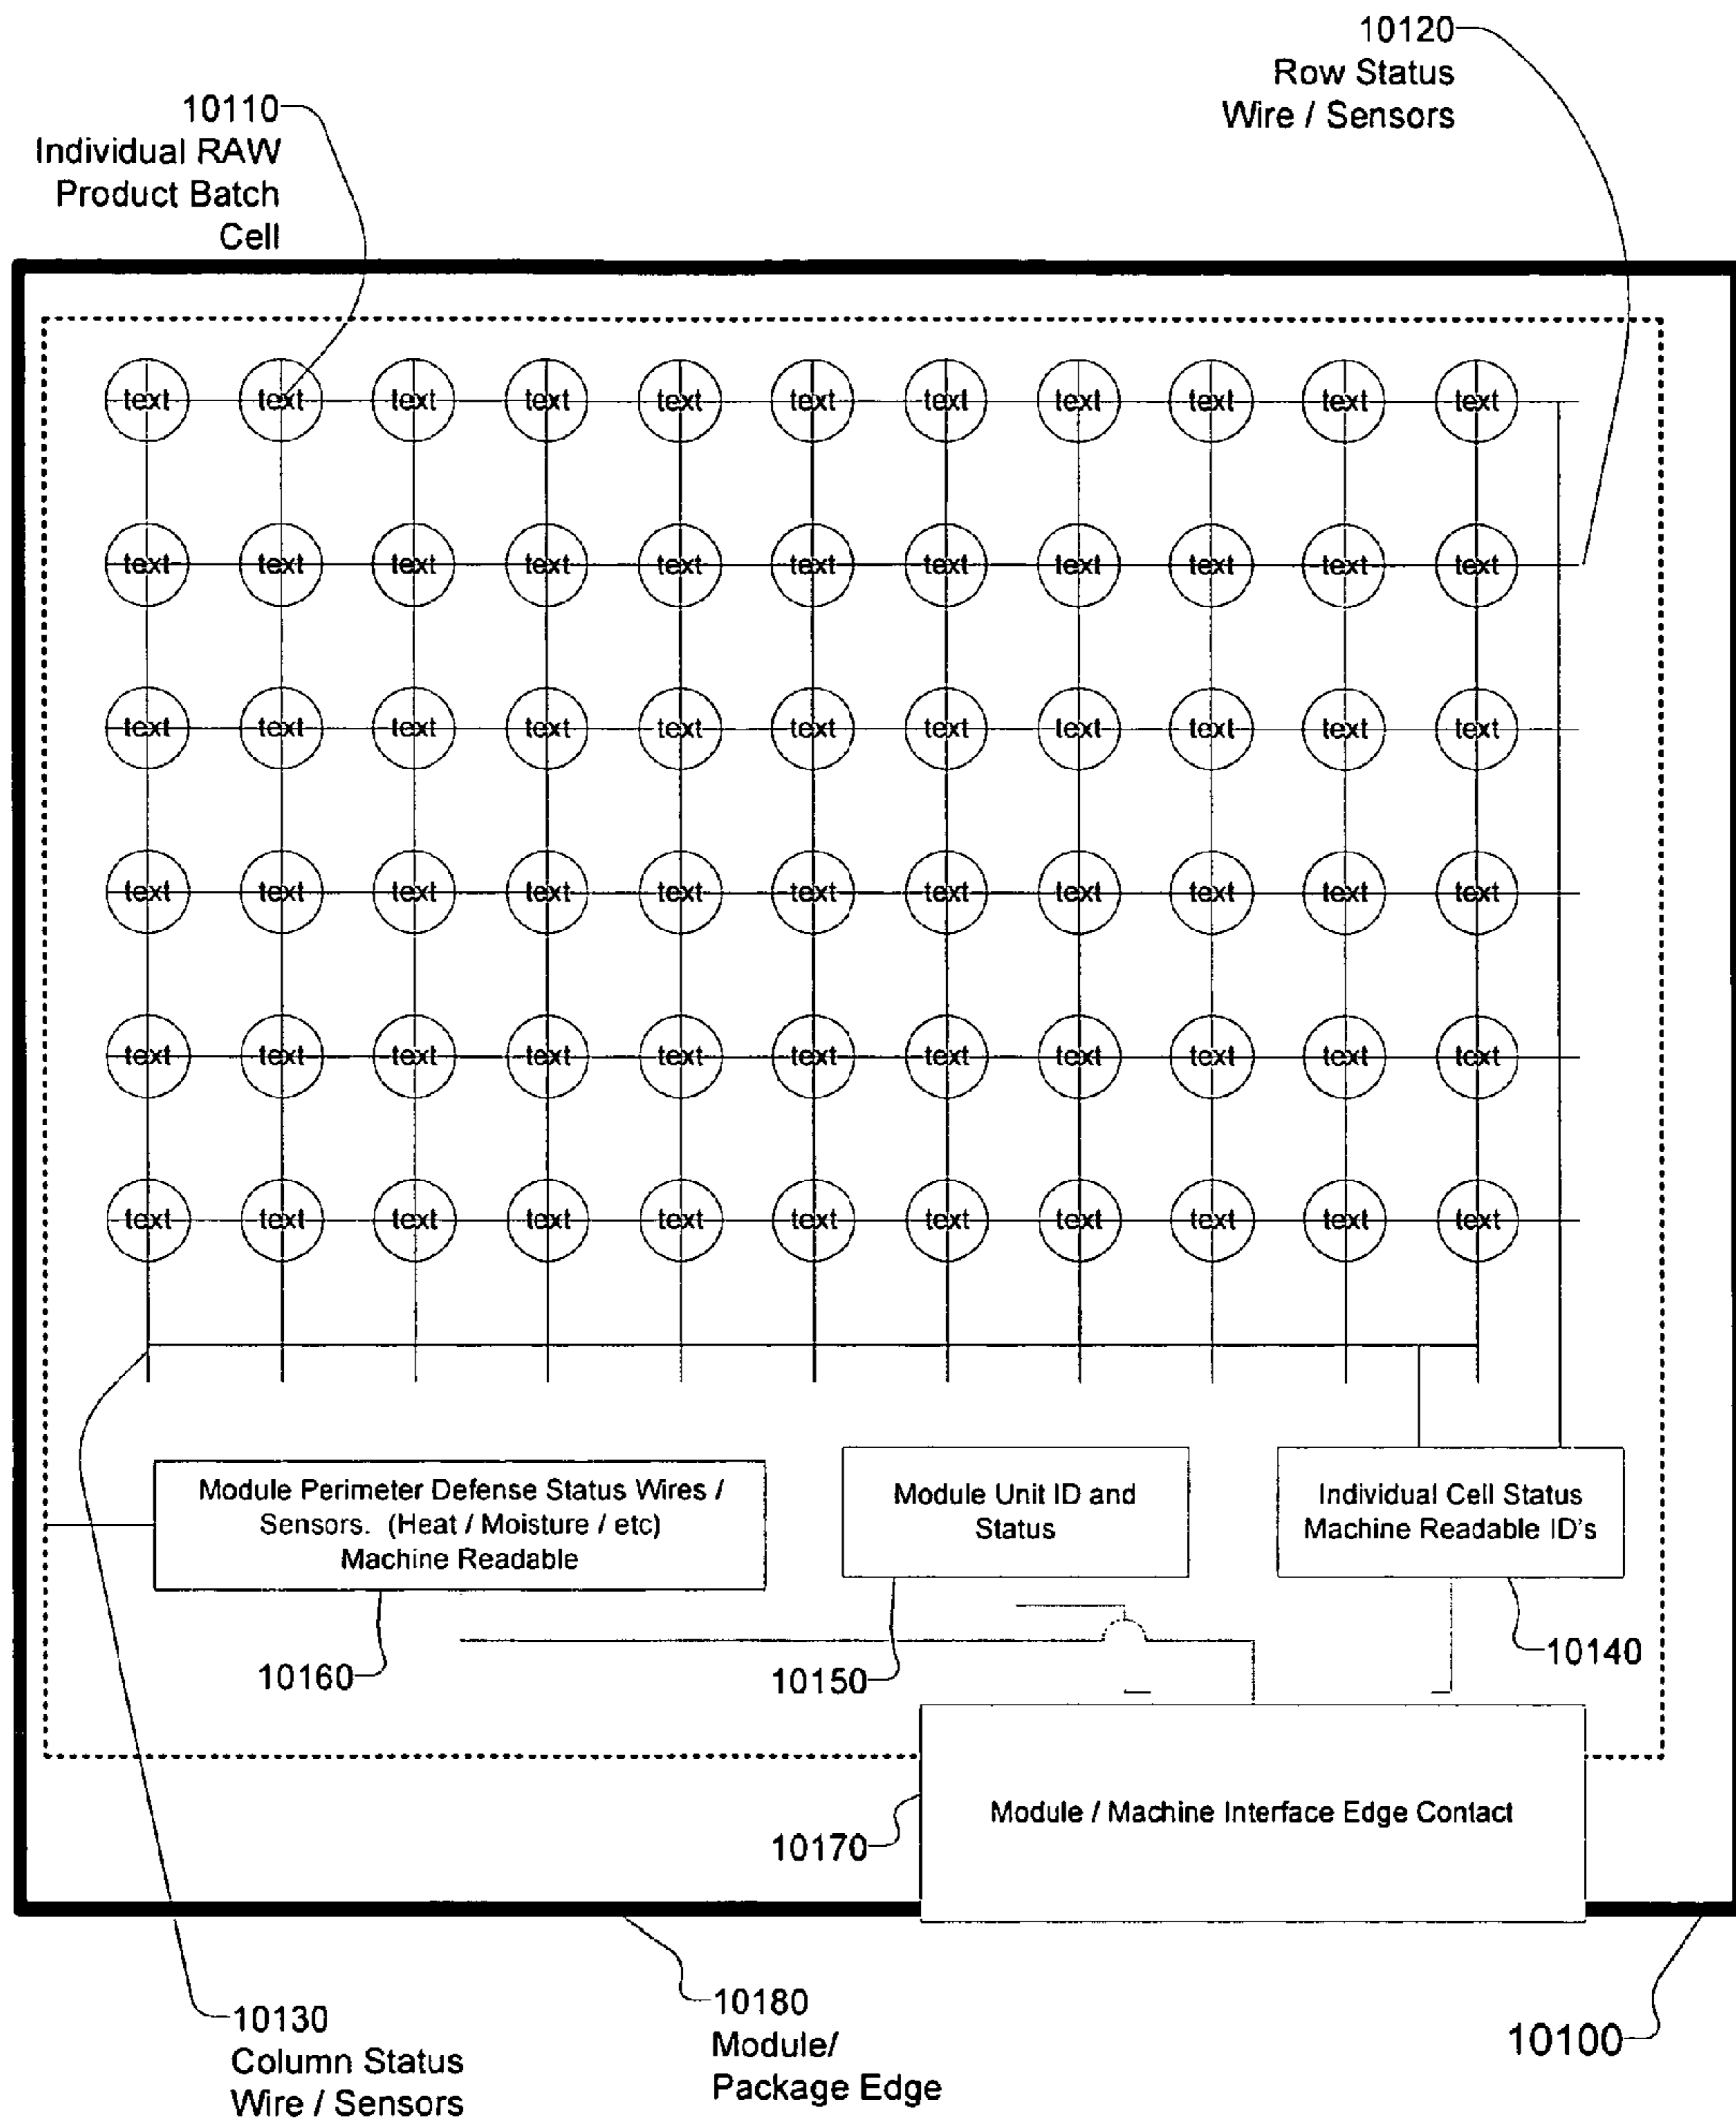 10120
Row Status
Wire / Sensors
10110
Individual RAW
Product Batch
Cell
text text text text text text text text text text text
text text text text text text text text text text text
text text text text text text text text text text text
text text text text text text text text text text text
text text text text text text text text text text text
text text text text text text text text text text text
Module Perimeter Defense Status Wires /
Sensors. (Heat / Moisture / etc)
Machine Readable
Module Unit ID and
Status
Individual Cell Status
Machine Readable ID's
10160
10150
10140
Module / Machine Interface Edge Contact
10170
10130
Column Status
Wire / Sensors
10180
Module/
Package Edge
10100